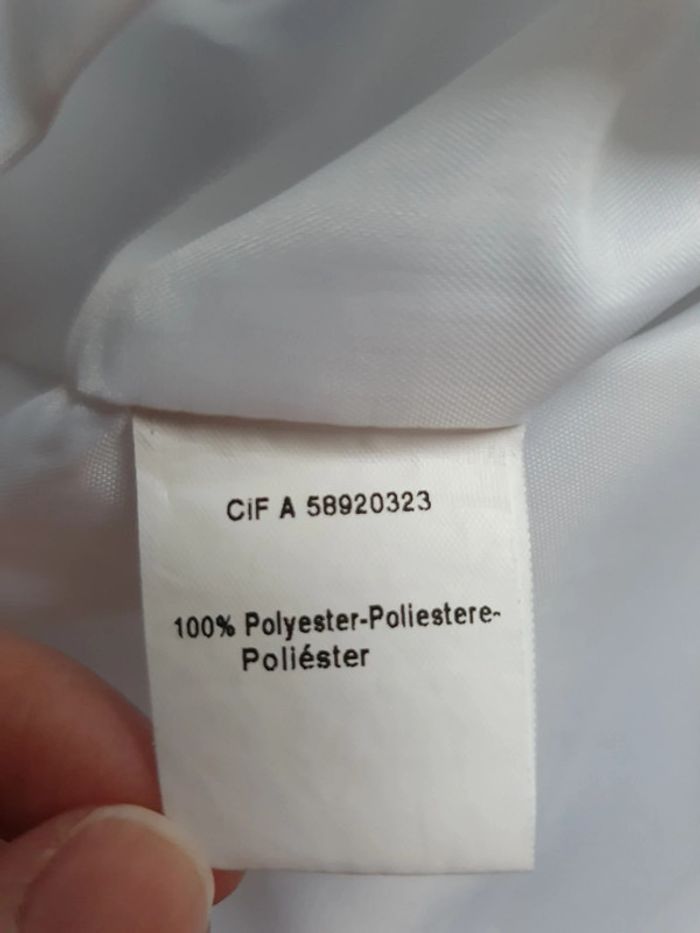 CiF A 58920323
100% Polyester-Poliestere-
Poliéster